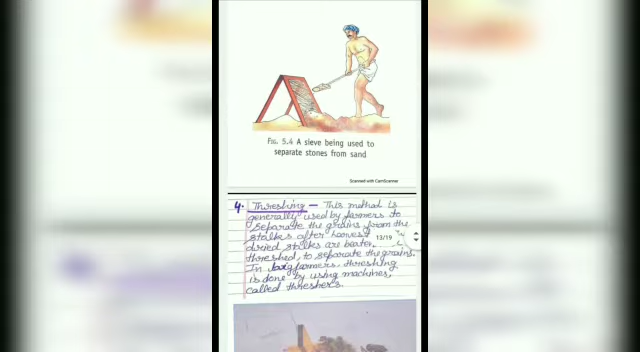 FIG. 5.4 A sieve being used to
separate stones from sand
Scanned with CamScanner
4. Threshing — This method is
generally used by farmers to
separate the grains from the
stalks after harvest
13/19
dried stalks are beaten
threshed, to separate the grains.
In farmers, threshing
is done by using machines,
called threshers.